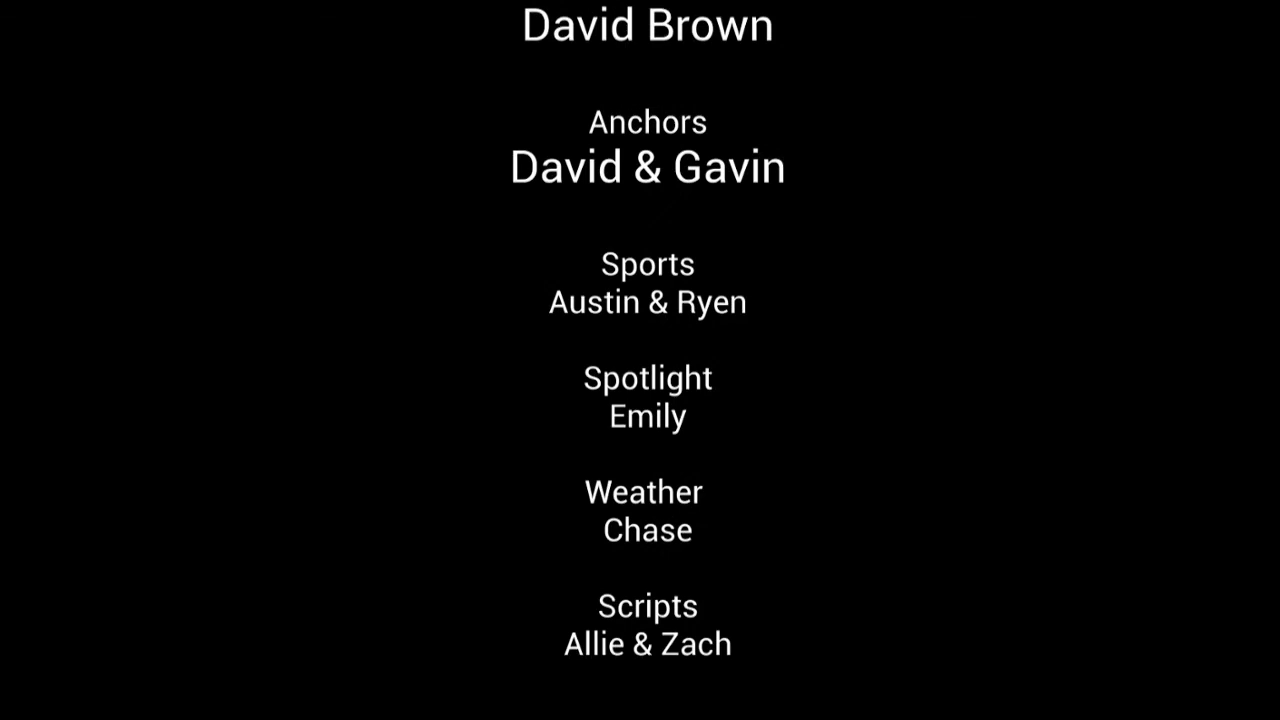 David Brown
Anchors
David & Gavin
Sports
Austin & Ryen
Spotlight
Emily
Weather
Chase
Scripts
Allie & Zach